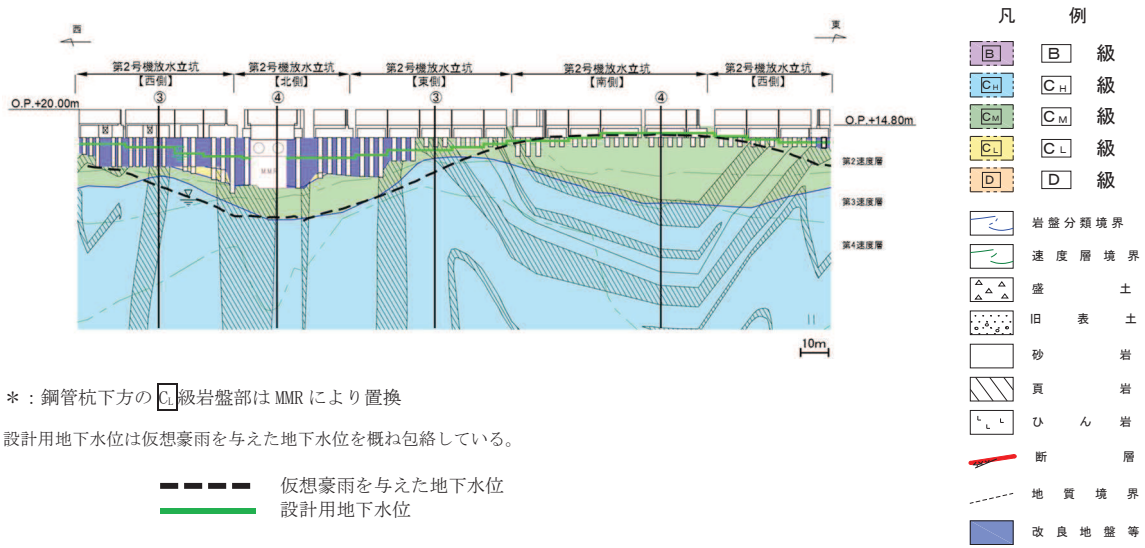 西
東
第2号機放水立坑
【西側】
第2号機放水立坑
【北側】
第2号機放水立坑
【東側】
第2号機放水立坑
【南側】
第2号機放水立坑
【西側】
③
④
③
④
O.P.+20.00m
O.P.+14.80m
MMR
第2速度層
第3速度層
第4速度層
10m
*：鋼管杭下方のCL級岩盤部は MMR により置換
設計用地下水位は仮想豪雨を与えた地下水位を概ね包絡している。
仮想豪雨を与えた地下水位
設計用地下水位
凡 例
B B 級
CH CH 級
CM CM 級
CL CL 級
D D 級
岩盤分類境界
速度層境界
盛土
旧表土
砂岩
頁岩
ひん岩
断層
地質境界
改良地盤等